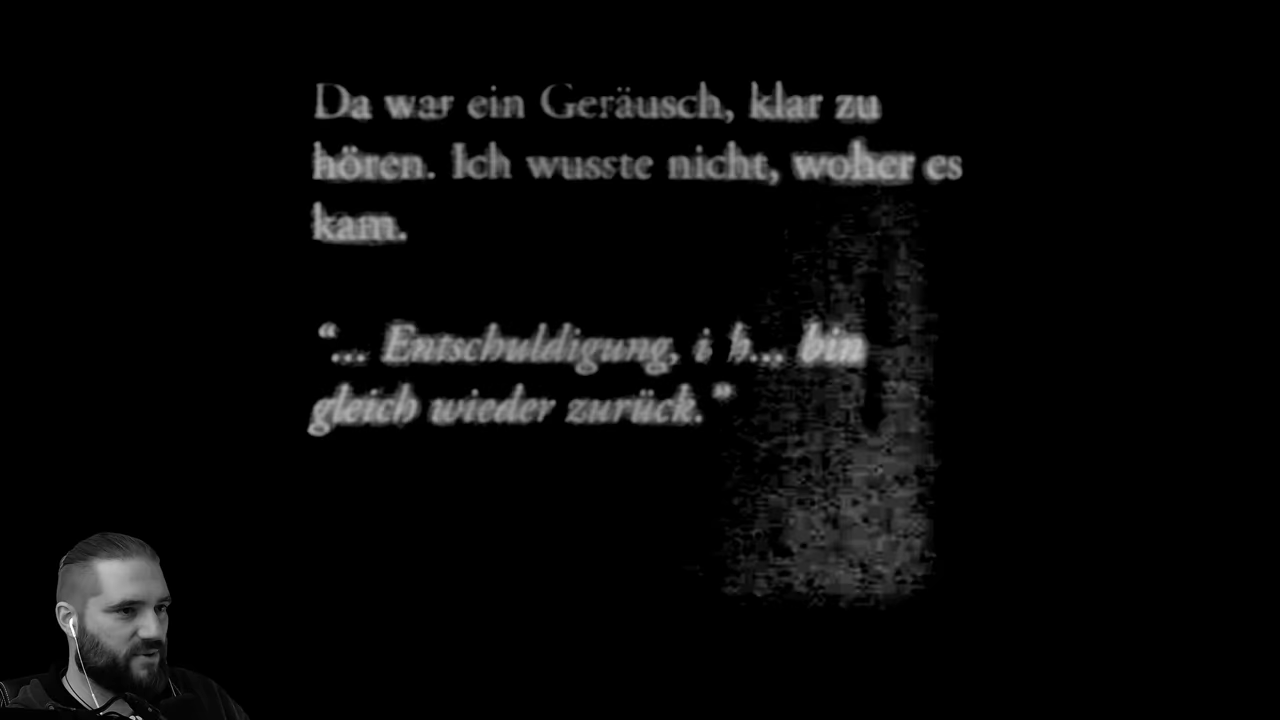 Da war ein Geräusch, klar zu
hören. Ich wusste nicht, woher es
kam.
“... Entschuldigung, i h... bin
gleich wieder zurück.”